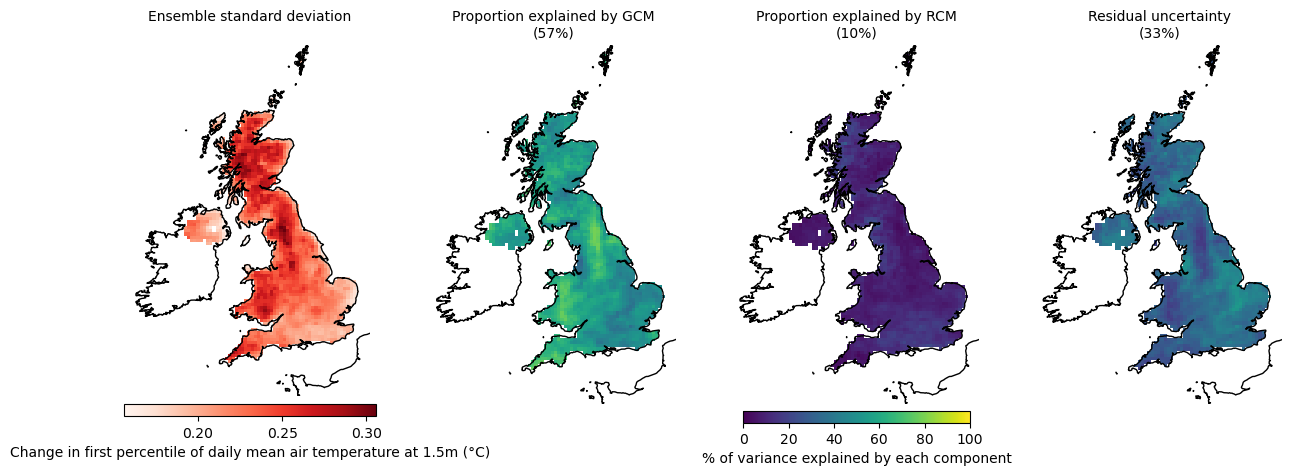 Ensemble standard deviation
Proportion explained by GCM
(57%)
Proportion explained by RCM
(10%)
Residual uncertainty
(33%)
0.20 0.25 0.30
Change in first percentile of daily mean air temperature at 1.5m (°C)
0 20 40 60 80 100
% of variance explained by each component